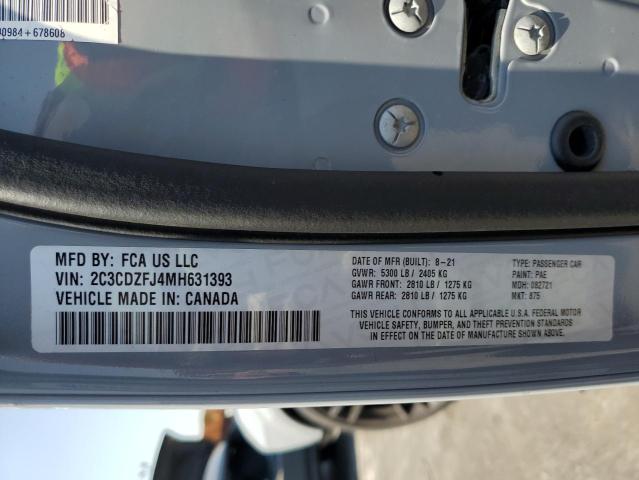 0984+678608
MFD BY: FCA US LLC
VIN: 2C3CDZFJ4MH631393
VEHICLE MADE IN: CANADA
DATE OF MFR (BUILT): 8-21
GVWR: 5300 LB / 2405 KG
GAWR FRONT: 2810 LB / 1275 KG
GAWR REAR: 2810 LB / 1275 KG
TYPE: PASSENGER CAR
PAINT: PAE
MDH: 082721
MKT: 875
THIS VEHICLE CONFORMS TO ALL APPLICABLE U.S.A. FEDERAL MOTOR
VEHICLE SAFETY, BUMPER, AND THEFT PREVENTION STANDARDS
IN EFFECT ON THE DATE OF MANUFACTURE SHOWN ABOVE.